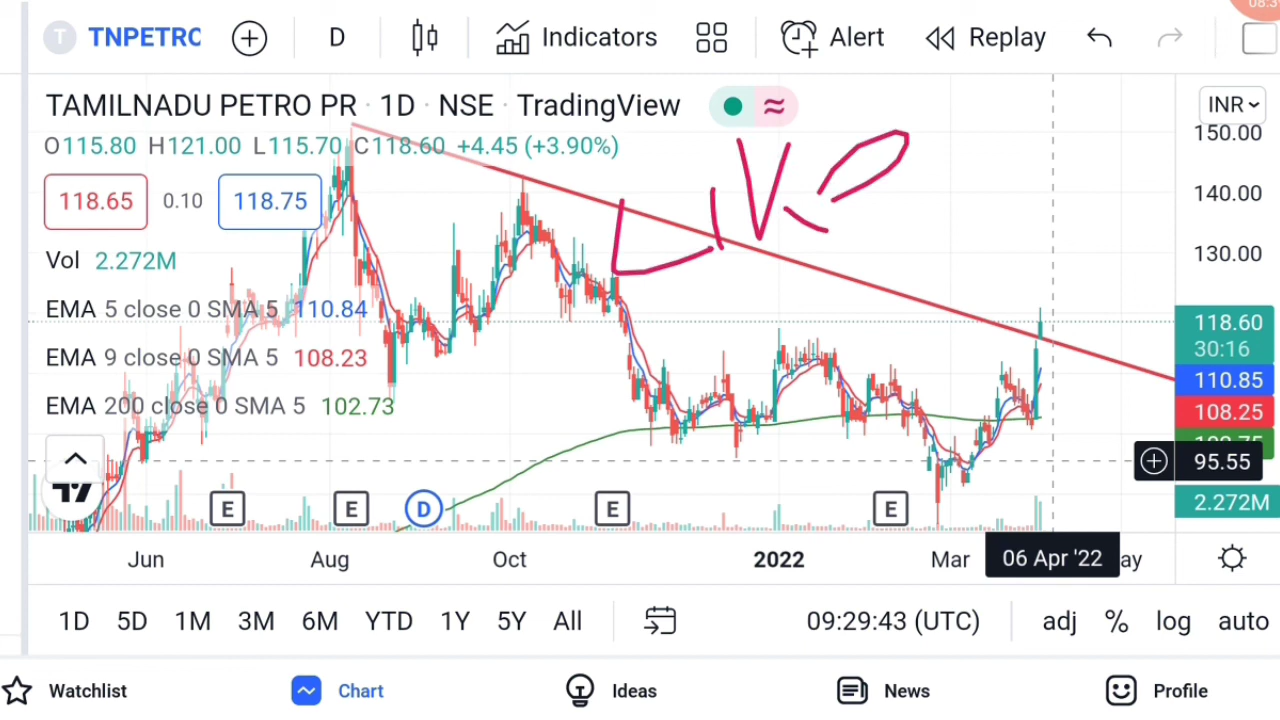 08:3
T TNPETRC D Indicators Alert Replay
TAMILNADU PETRO PR · 1D · NSE · TradingView
INR
O115.80 H121.00 L115.70 C118.60 +4.45 (+3.90%)
118.65 0.10 118.75
Vol 2.272M
EMA 5 close 0 SMA 5 110.84
EMA 9 close 0 SMA 5 108.23
EMA 200 close 0 SMA 5 102.73
150.00
140.00
130.00
118.60
30:16
110.85
108.25
95.55
2.272M
E E D E E
Jun Aug Oct 2022 Mar 06 Apr '22 ay
1D 5D 1M 3M 6M YTD 1Y 5Y All 09:29:43 (UTC) adj % log auto
Watchlist Chart Ideas News Profile